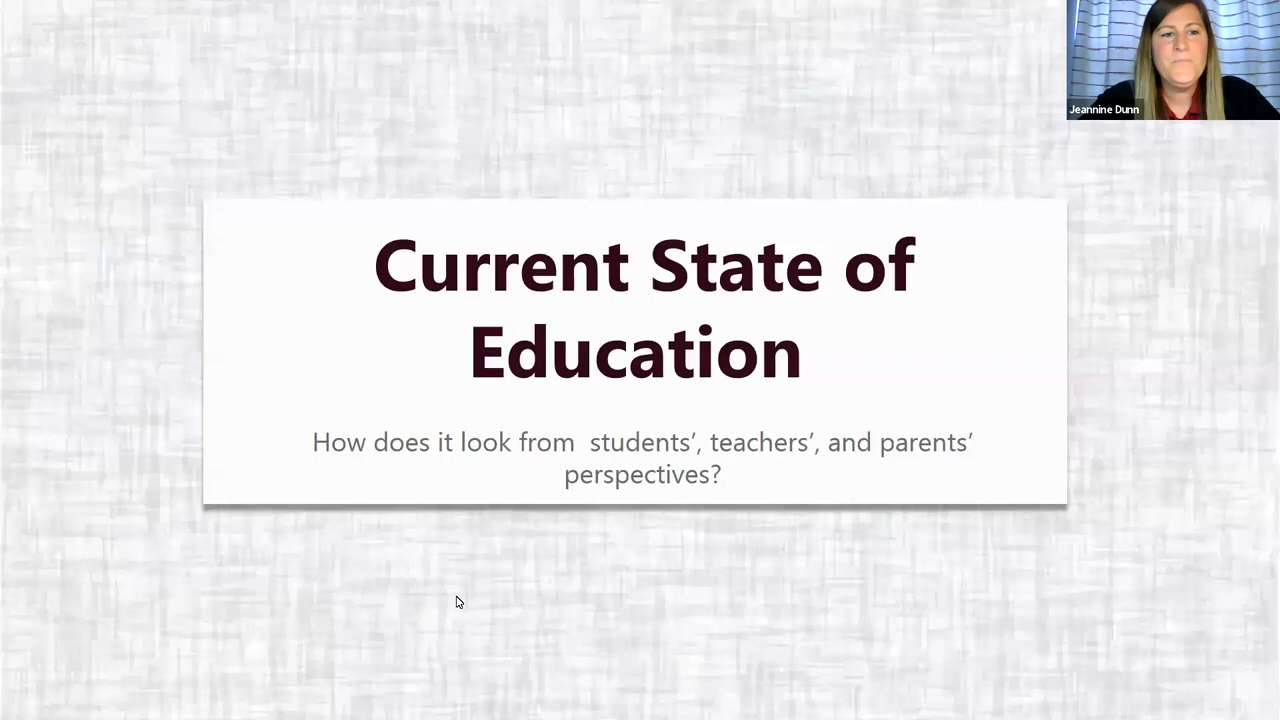 Jeannine Dunn
Current State of
Education
How does it look from  students’, teachers’, and parents’
perspectives?